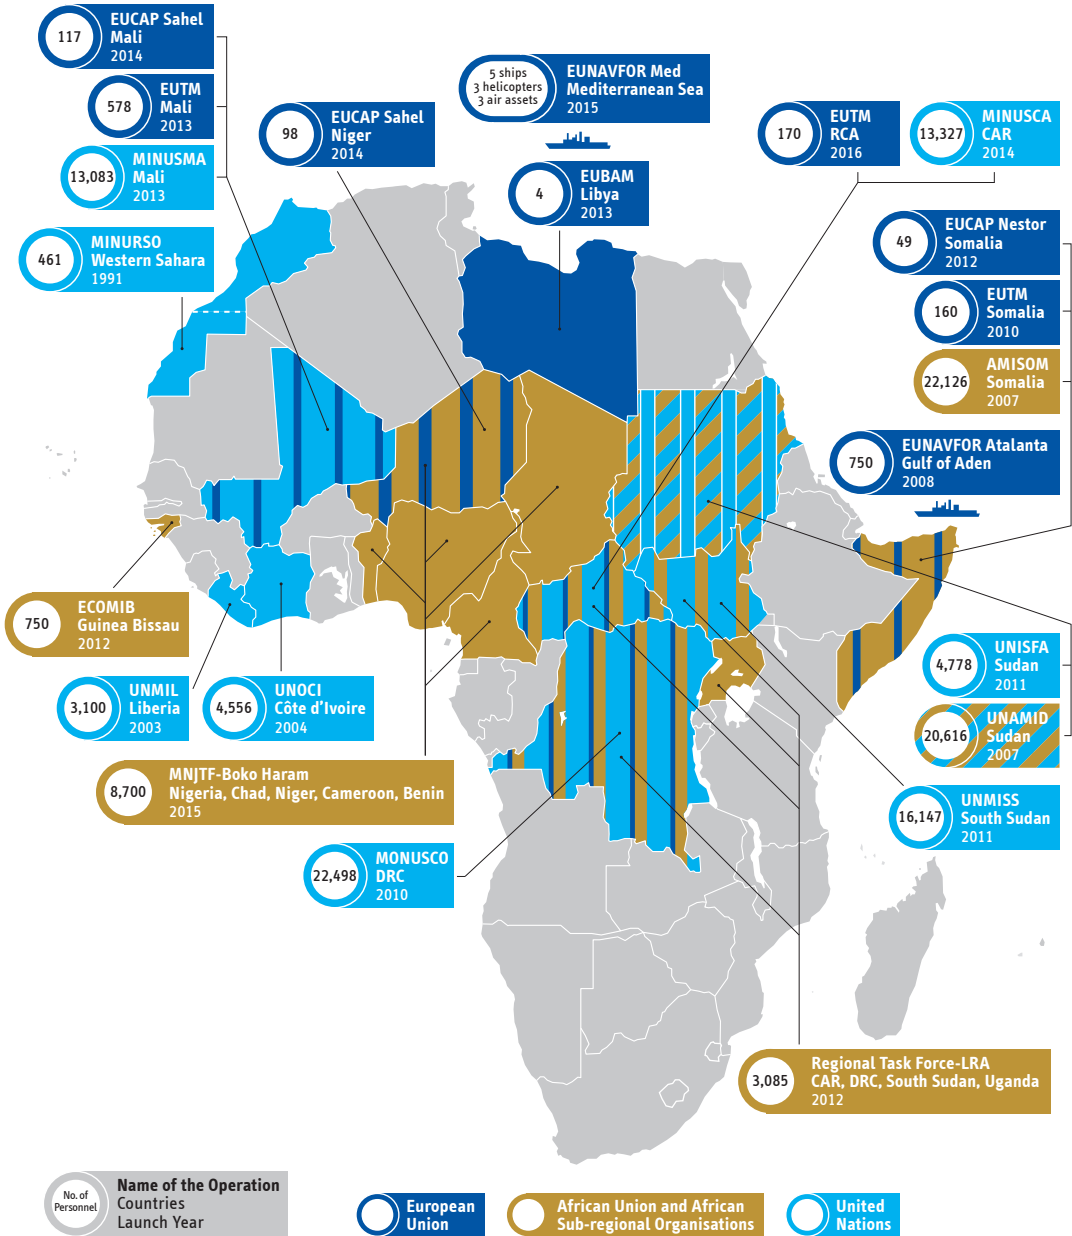 117
EUCAP Sahel
Mali
2014
578
EUTM
Mali
2013
13,083
MINUSMA
Mali
2013
461
MINURSO
Western Sahara
1991
98
EUCAP Sahel
Niger
2014
5 ships
3 helicopters
3 air assets
EUNAVFOR Med
Mediterranean Sea
2015
4
EUBAM
Libya
2013
170
EUTM
RCA
2016
13,327
MINUSCA
CAR
2014
49
EUCAP Nestor
Somalia
2012
160
EUTM
Somalia
2010
22,126
AMISOM
Somalia
2007
750
EUNAVFOR Atalanta
Gulf of Aden
2008
750
ECOMIB
Guinea Bissau
2012
3,100
UNMIL
Liberia
2003
4,556
UNOCI
Côte d’Ivoire
2004
8,700
MNJTF-Boko Haram
Nigeria, Chad, Niger, Cameroon, Benin
2015
22,498
MONUSCO
DRC
2010
4,778
UNISFA
Sudan
2011
20,616
UNAMID
Sudan
2007
16,147
UNMISS
South Sudan
2011
3,085
Regional Task Force-LRA
CAR, DRC, South Sudan, Uganda
2012
No. of
Personnel
Name of the Operation
Countries
Launch Year
European
Union
African Union and African
Sub-regional Organisations
United
Nations